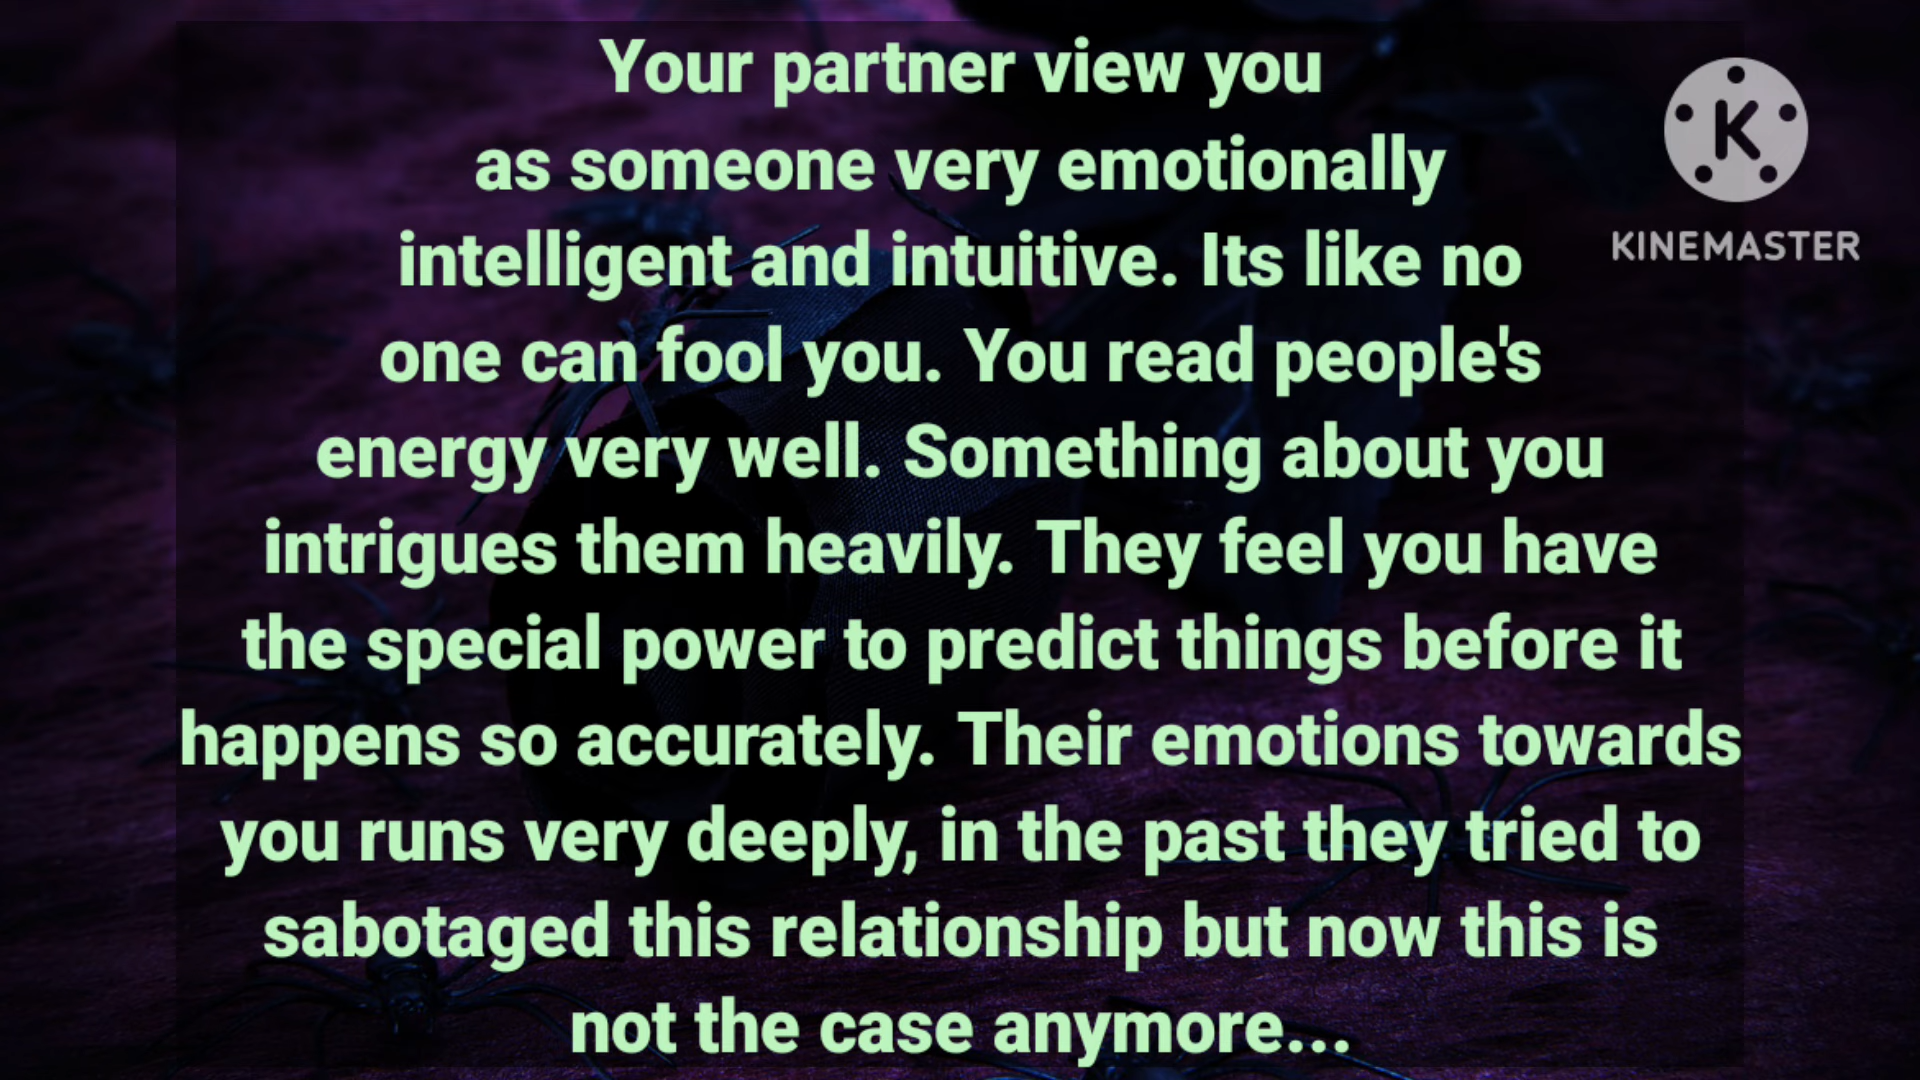 Your partner view you
as someone very emotionally
intelligent and intuitive. Its like no
one can fool you. You read people's
energy very well. Something about you
intrigues them heavily. They feel you have
the special power to predict things before it
happens so accurately. Their emotions towards
you runs very deeply, in the past they tried to
sabotaged this relationship but now this is
not the case anymore...
K
KINEMASTER